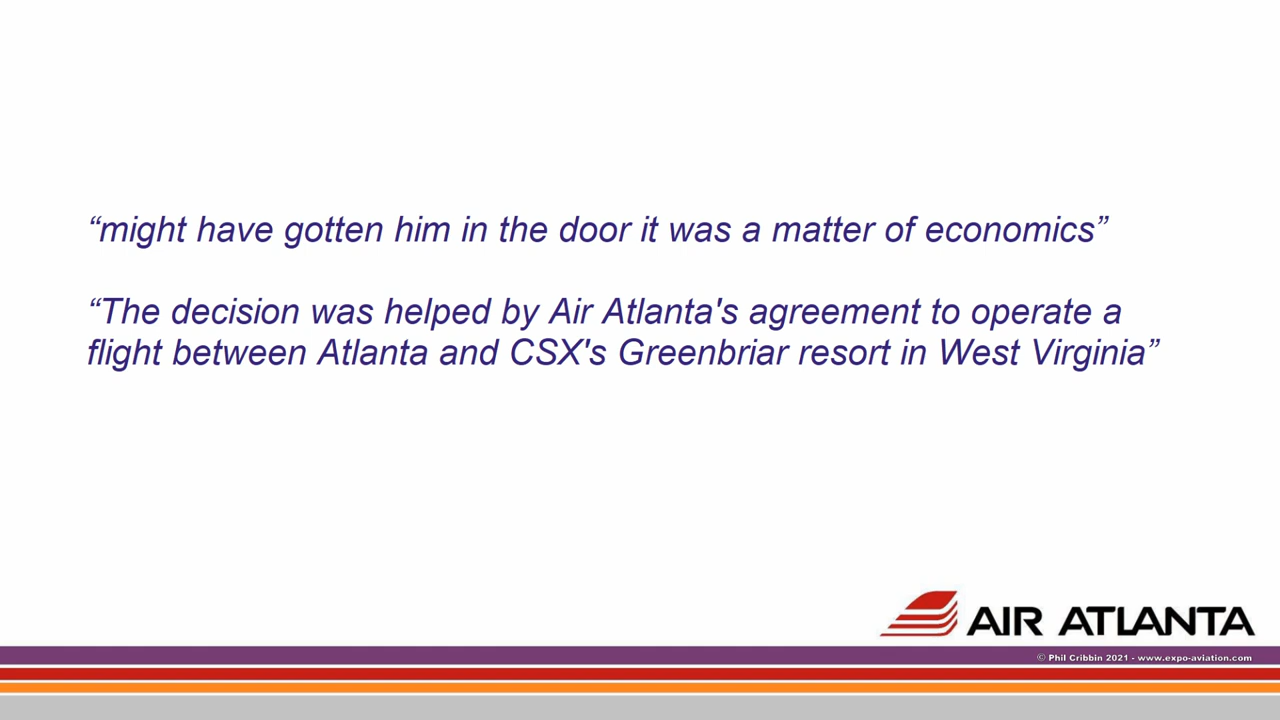 “might have gotten him in the door it was a matter of economics”
“The decision was helped by Air Atlanta's agreement to operate a
flight between Atlanta and CSX's Greenbriar resort in West Virginia”
AIR ATLANTA
© Phil Cribbin 2021 - www.expo-aviation.com